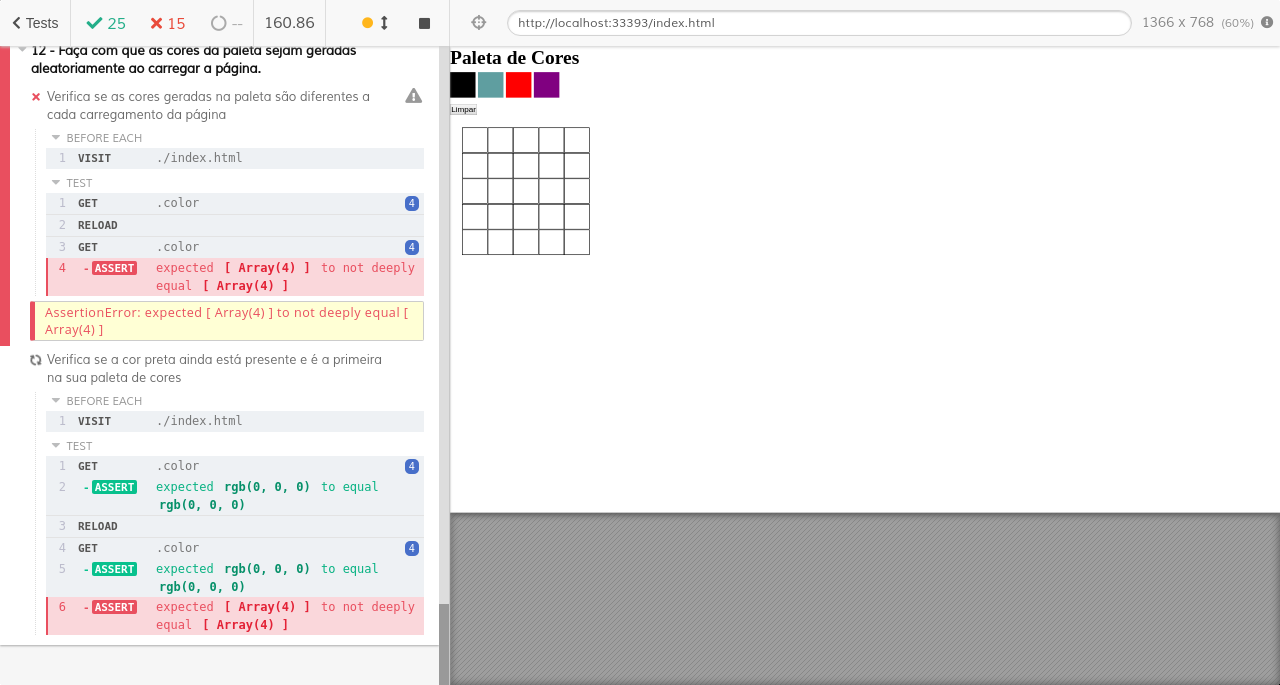 Tests 25 15 -- 160.86
http://localhost:33393/index.html 1366 x 768 (60%)
12 - Faça com que as cores da paleta sejam geradas
aleatoriamente ao carregar a página.
Verifica se as cores geradas na paleta são diferentes a
cada carregamento da página
BEFORE EACH
1 VISIT ./index.html
TEST
1 GET .color 4
2 RELOAD
3 GET .color 4
4 -ASSERT expected [ Array(4) ] to not deeply
equal [ Array(4) ]
AssertionError: expected [ Array(4) ] to not deeply equal [
Array(4) ]
Verifica se a cor preta ainda está presente e é a primeira
na sua paleta de cores
BEFORE EACH
1 VISIT ./index.html
TEST
1 GET .color 4
2 -ASSERT expected rgb(0, 0, 0) to equal
rgb(0, 0, 0)
3 RELOAD
4 GET .color 4
5 -ASSERT expected rgb(0, 0, 0) to equal
rgb(0, 0, 0)
6 -ASSERT expected [ Array(4) ] to not deeply
equal [ Array(4) ]
Paleta de Cores
Limpar